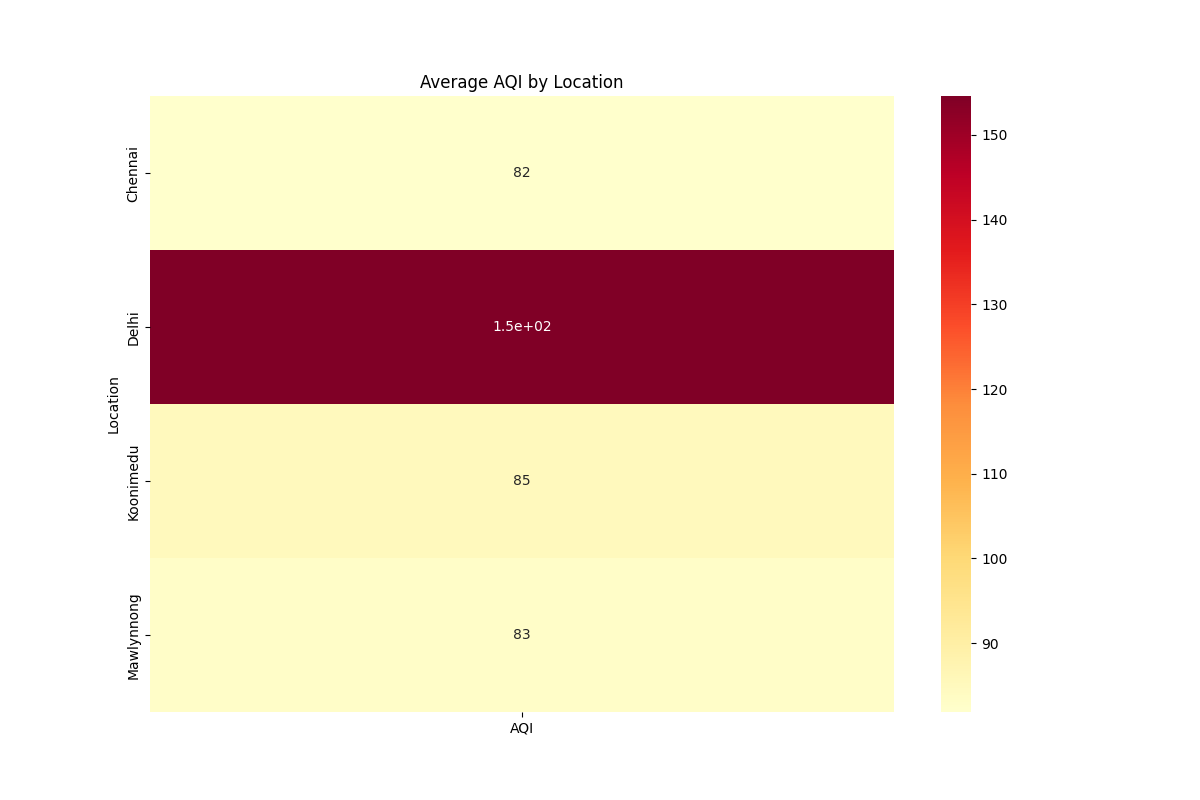 Average AQI by Location
Location
Chennai
82
Delhi
1.5e+02
Koonimedu
85
Mawlynnong
83
AQI
150
140
130
120
110
100
90